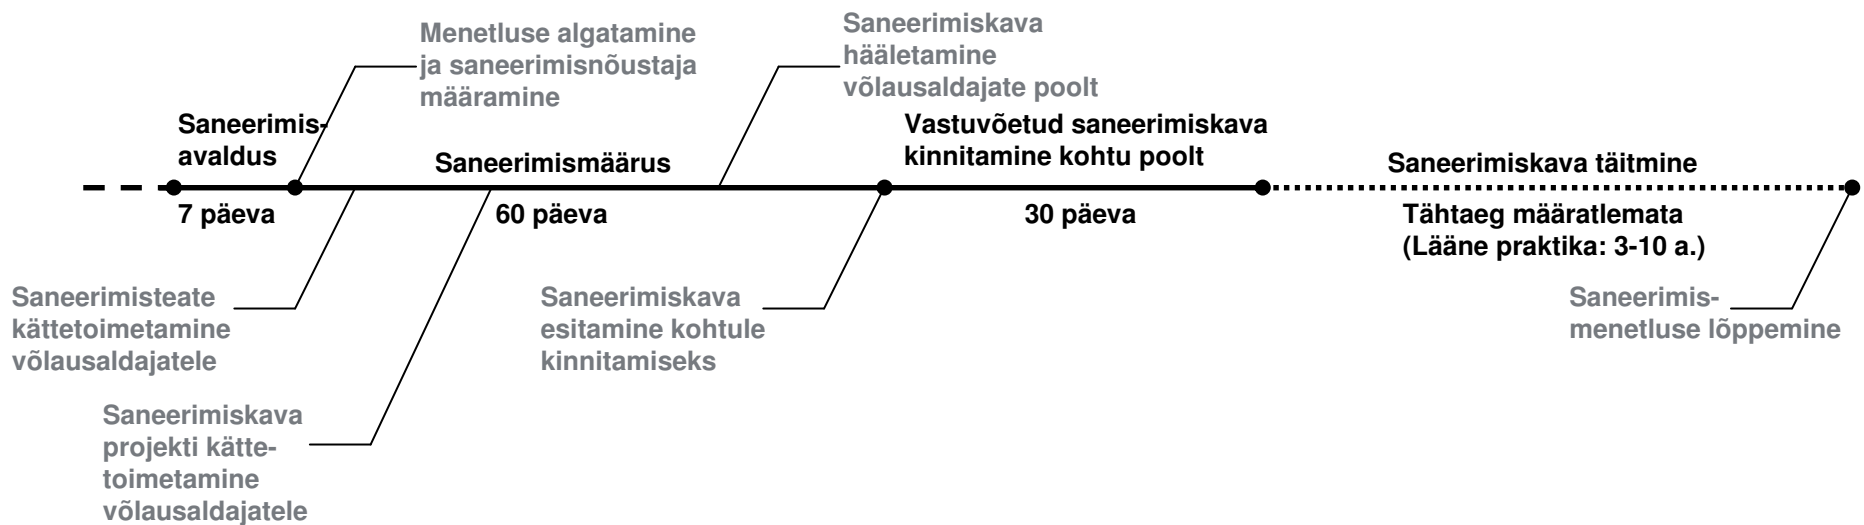 Menetluse algatamine
ja saneerimisnõustaja
määramine
Saneerimiskava
hääletamine
võlausaldajate poolt
Saneerimis-
avaldus
Saneerimismäärus
Vastuvõetud saneerimiskava
kinnitamine kohtu poolt
Saneerimiskava täitmine
7 päeva
60 päeva
30 päeva
Tähtaeg määratlemata
(Lääne praktika: 3-10 a.)
Saneerimisteate
kättetoimetamine
võlausaldajatele
Saneerimiskava
esitamine kohtule
kinnitamiseks
Saneerimis-
menetluse lõppemine
Saneerimiskava
projekti kätte-
toimetamine
võlausaldajatele